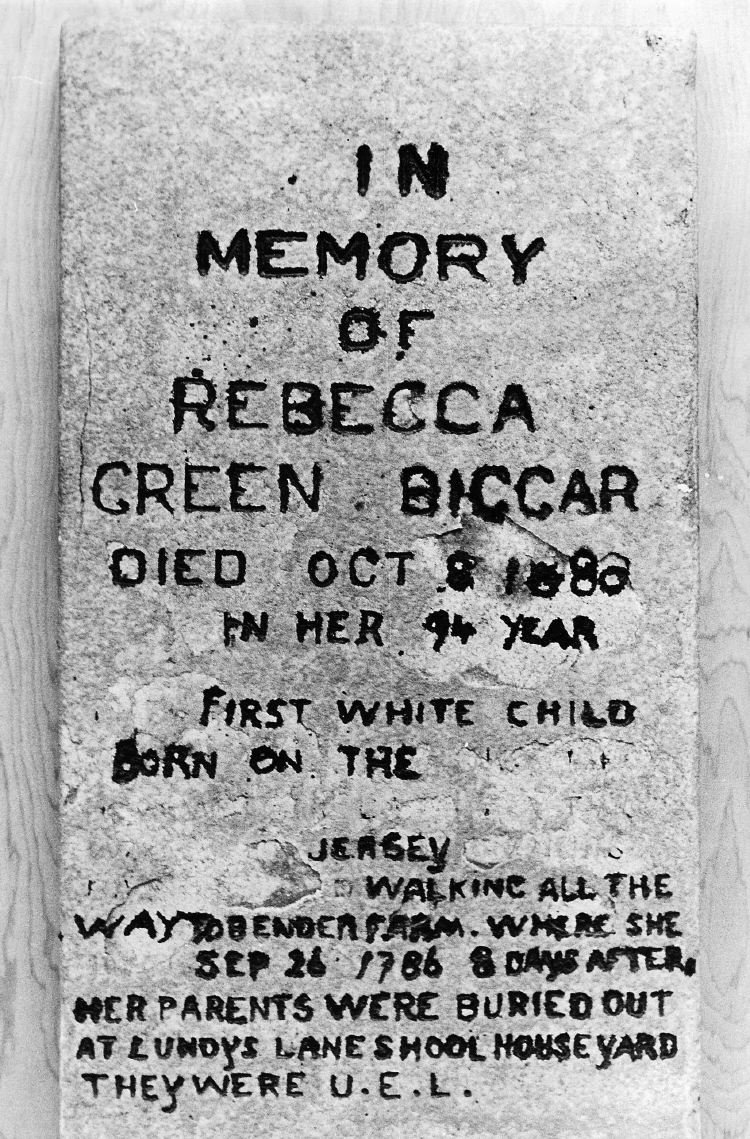 IN
MEMORY
OF
REBECCA
GREEN BIGGAR
DIED OCT 8 1880
IN HER 94 YEAR
FIRST WHITE CHILD
BORN ON THE
JERSEY
WALKING ALL THE
WAY TO BENDER FARM. WHERE SHE
SEP 26 1786 8 DAYS AFTER.
HER PARENTS WERE BURIED OUT
AT LUNDYS LANE SHOOL HOUSE YARD
THEY WERE U.E.L.